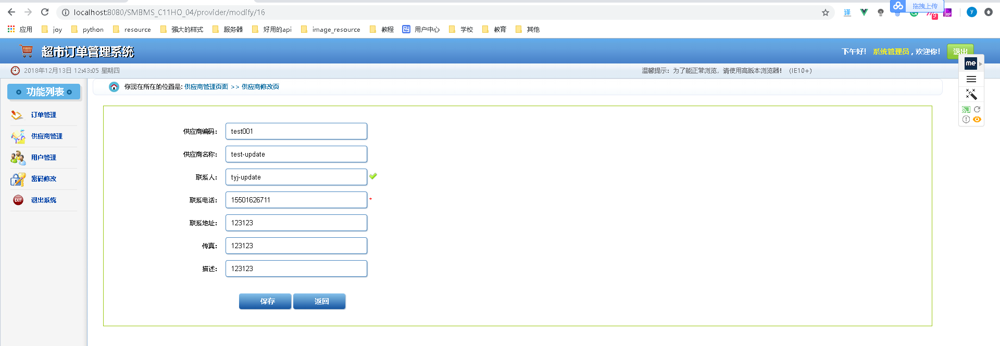 localhost:8080/SMBMS_C11HO_04/provider/modify/16
拖拽上传
译
9
RP
y
应用 joy python resource 强大的样式 服务器 好用的api image_resource 教程 用户中心 学校 教育 其他
超市订单管理系统
下午好! 系统管理员 , 欢迎你!
退出
me
2018年12月13日 12:43:05 星期四
温馨提示: 为了能正常浏览, 请使用高版本浏览器! (IE10+)
功能列表
你现在所在的位置是: 供应商管理页面 >> 供应商修改页
订单管理
供应商管理
用户管理
密码修改
EXIT
退出系统
供应商编码: test001
供应商名称: test-update
联系人: tyj-update
联系电话: 15501626711 *
联系地址: 123123
传真: 123123
描述: 123123
保存 返回